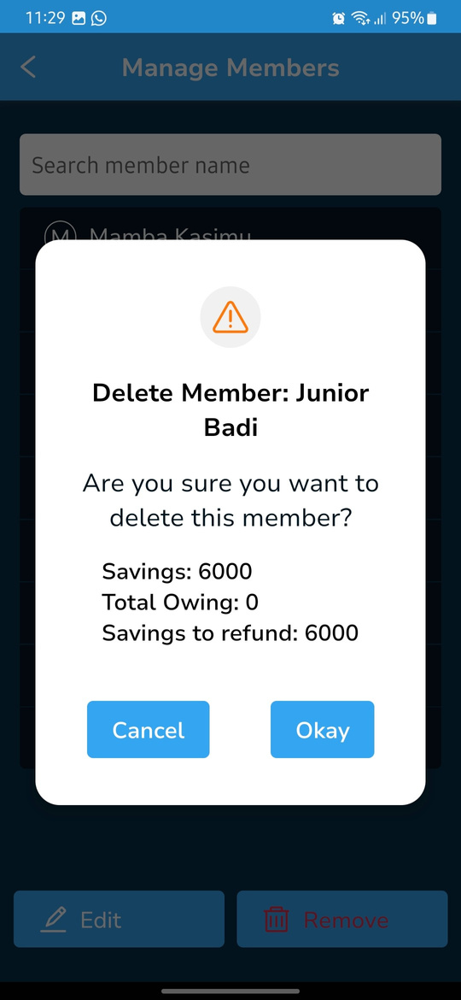 11:29
95%
Manage Members
Search member name
M Mamba Kasimu
Delete Member: Junior
Badi
Are you sure you want to
delete this member?
Savings: 6000
Total Owing: 0
Savings to refund: 6000
Cancel
Okay
Edit
Remove